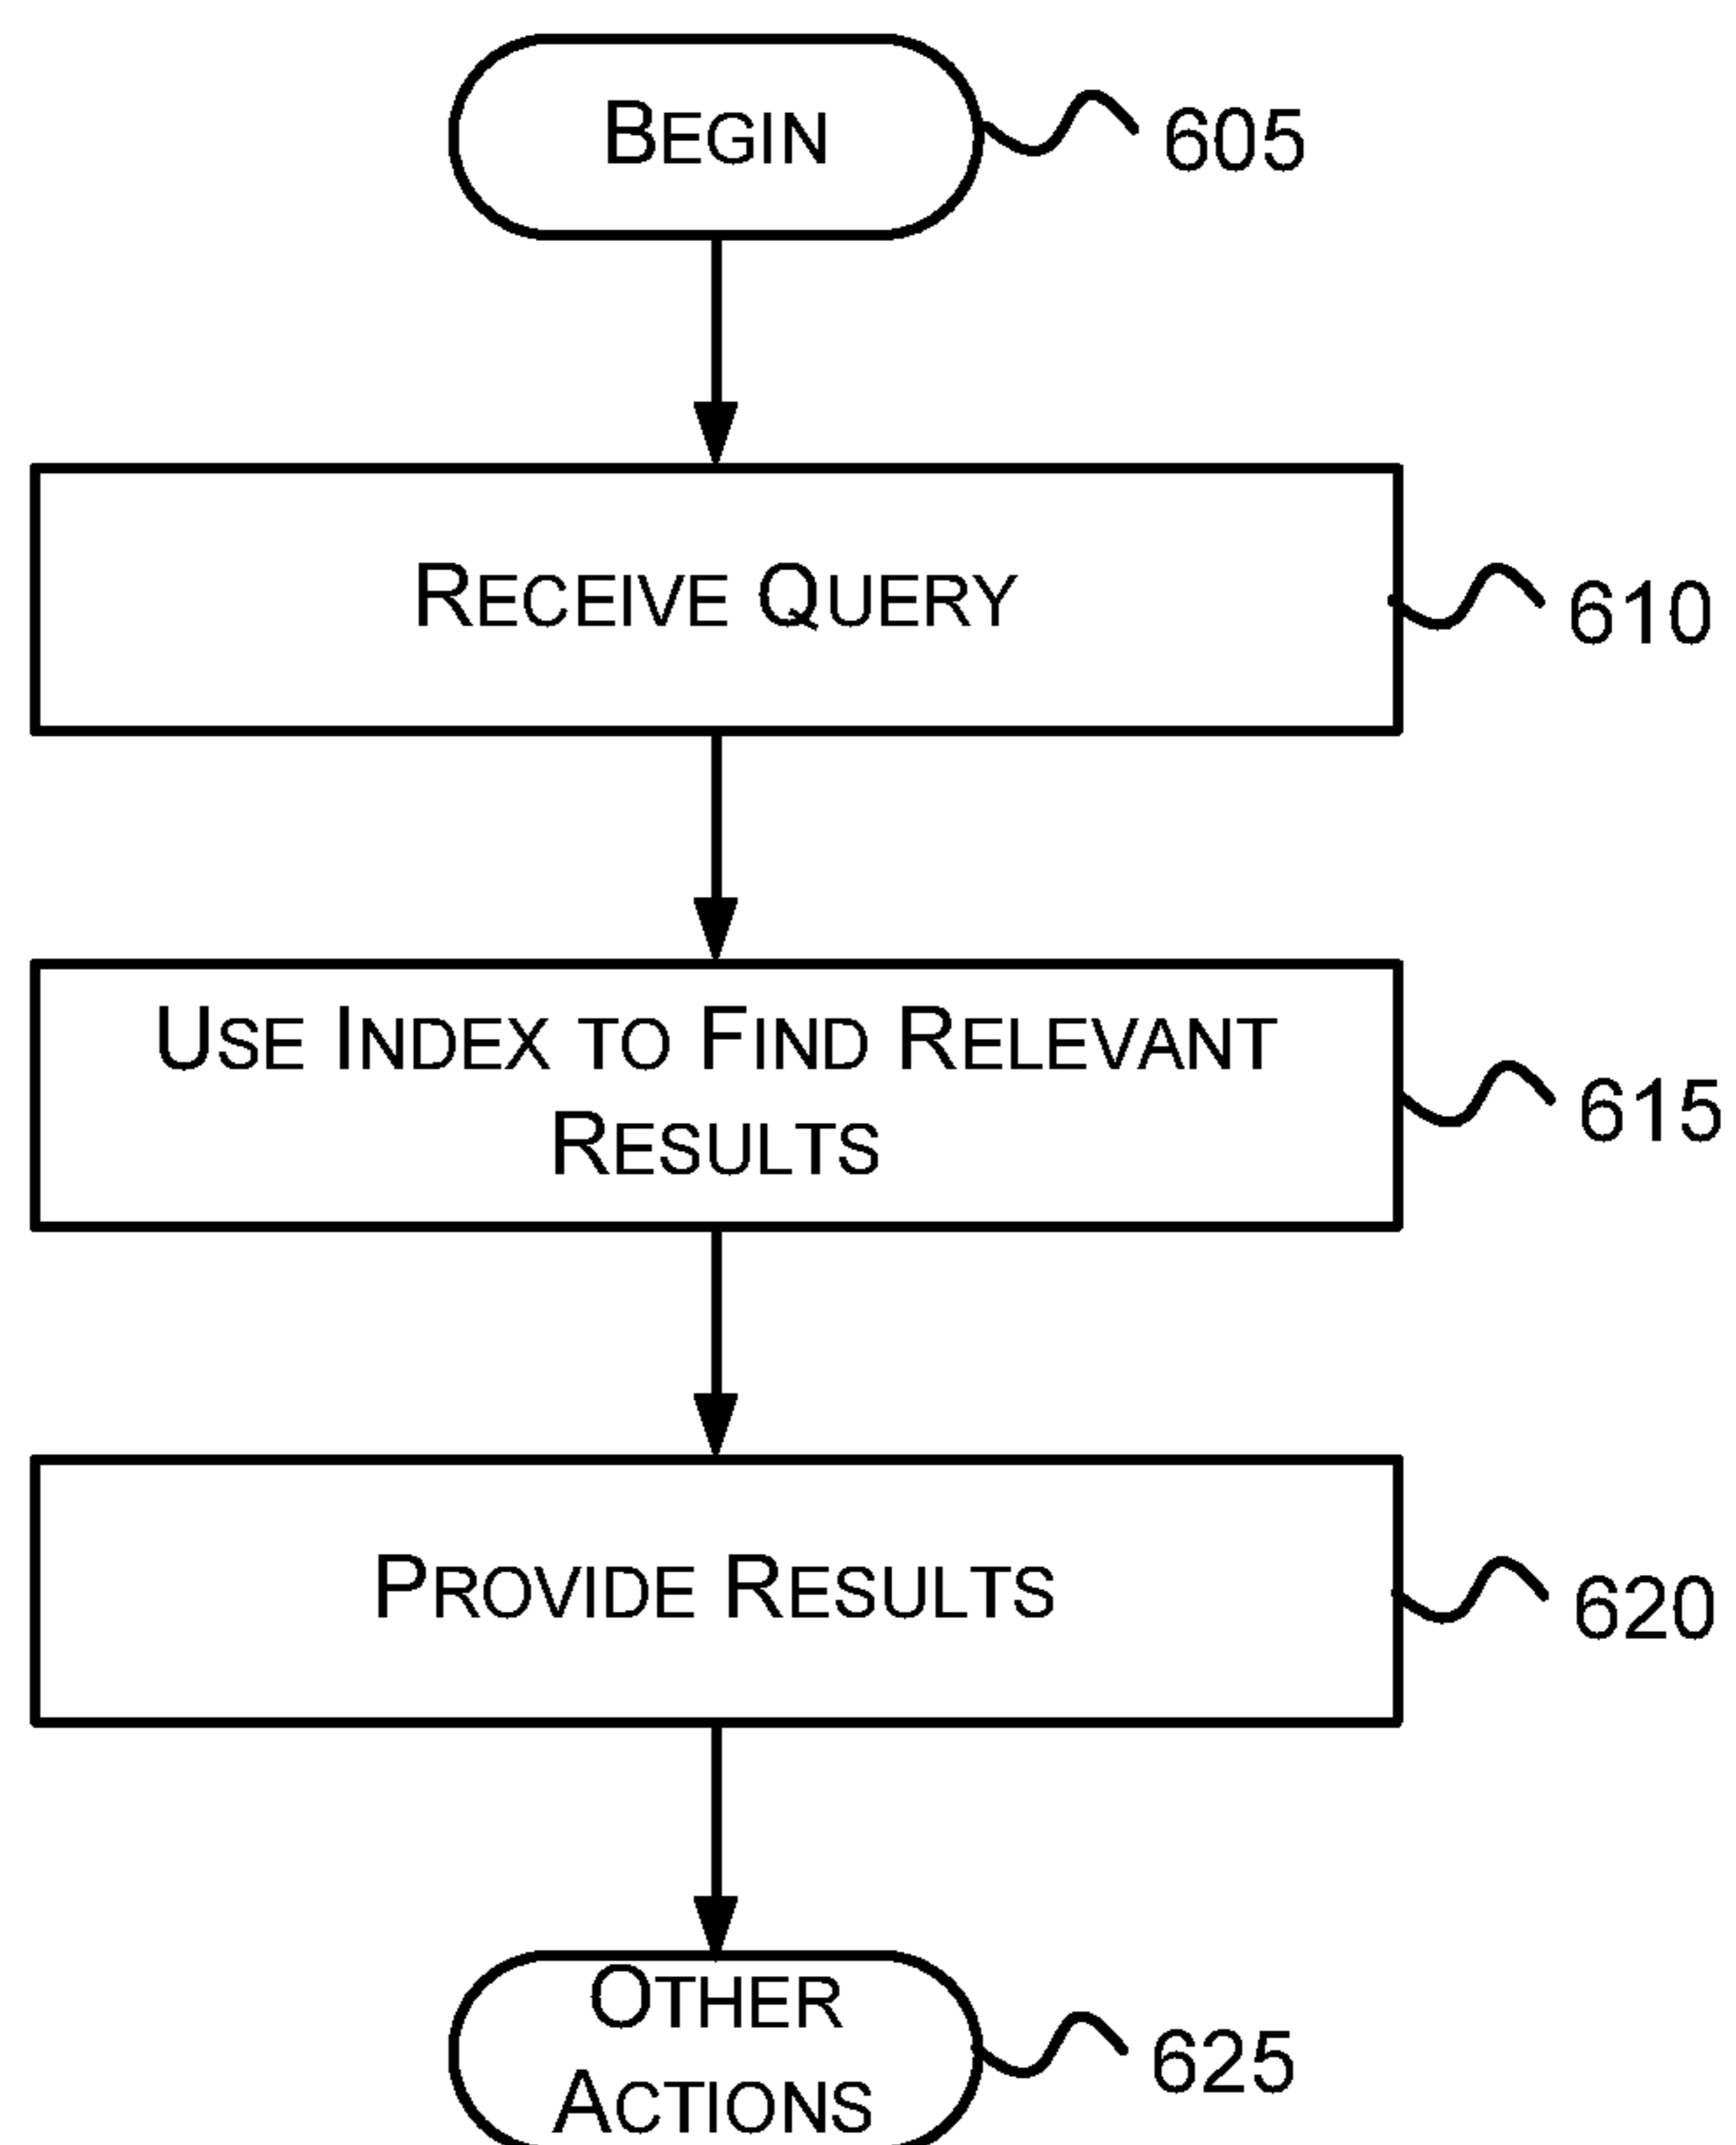 BEGIN
605
RECEIVE QUERY
610
USE INDEX TO FIND RELEVANT
RESULTS
615
PROVIDE RESULTS
620
OTHER
ACTIONS
625